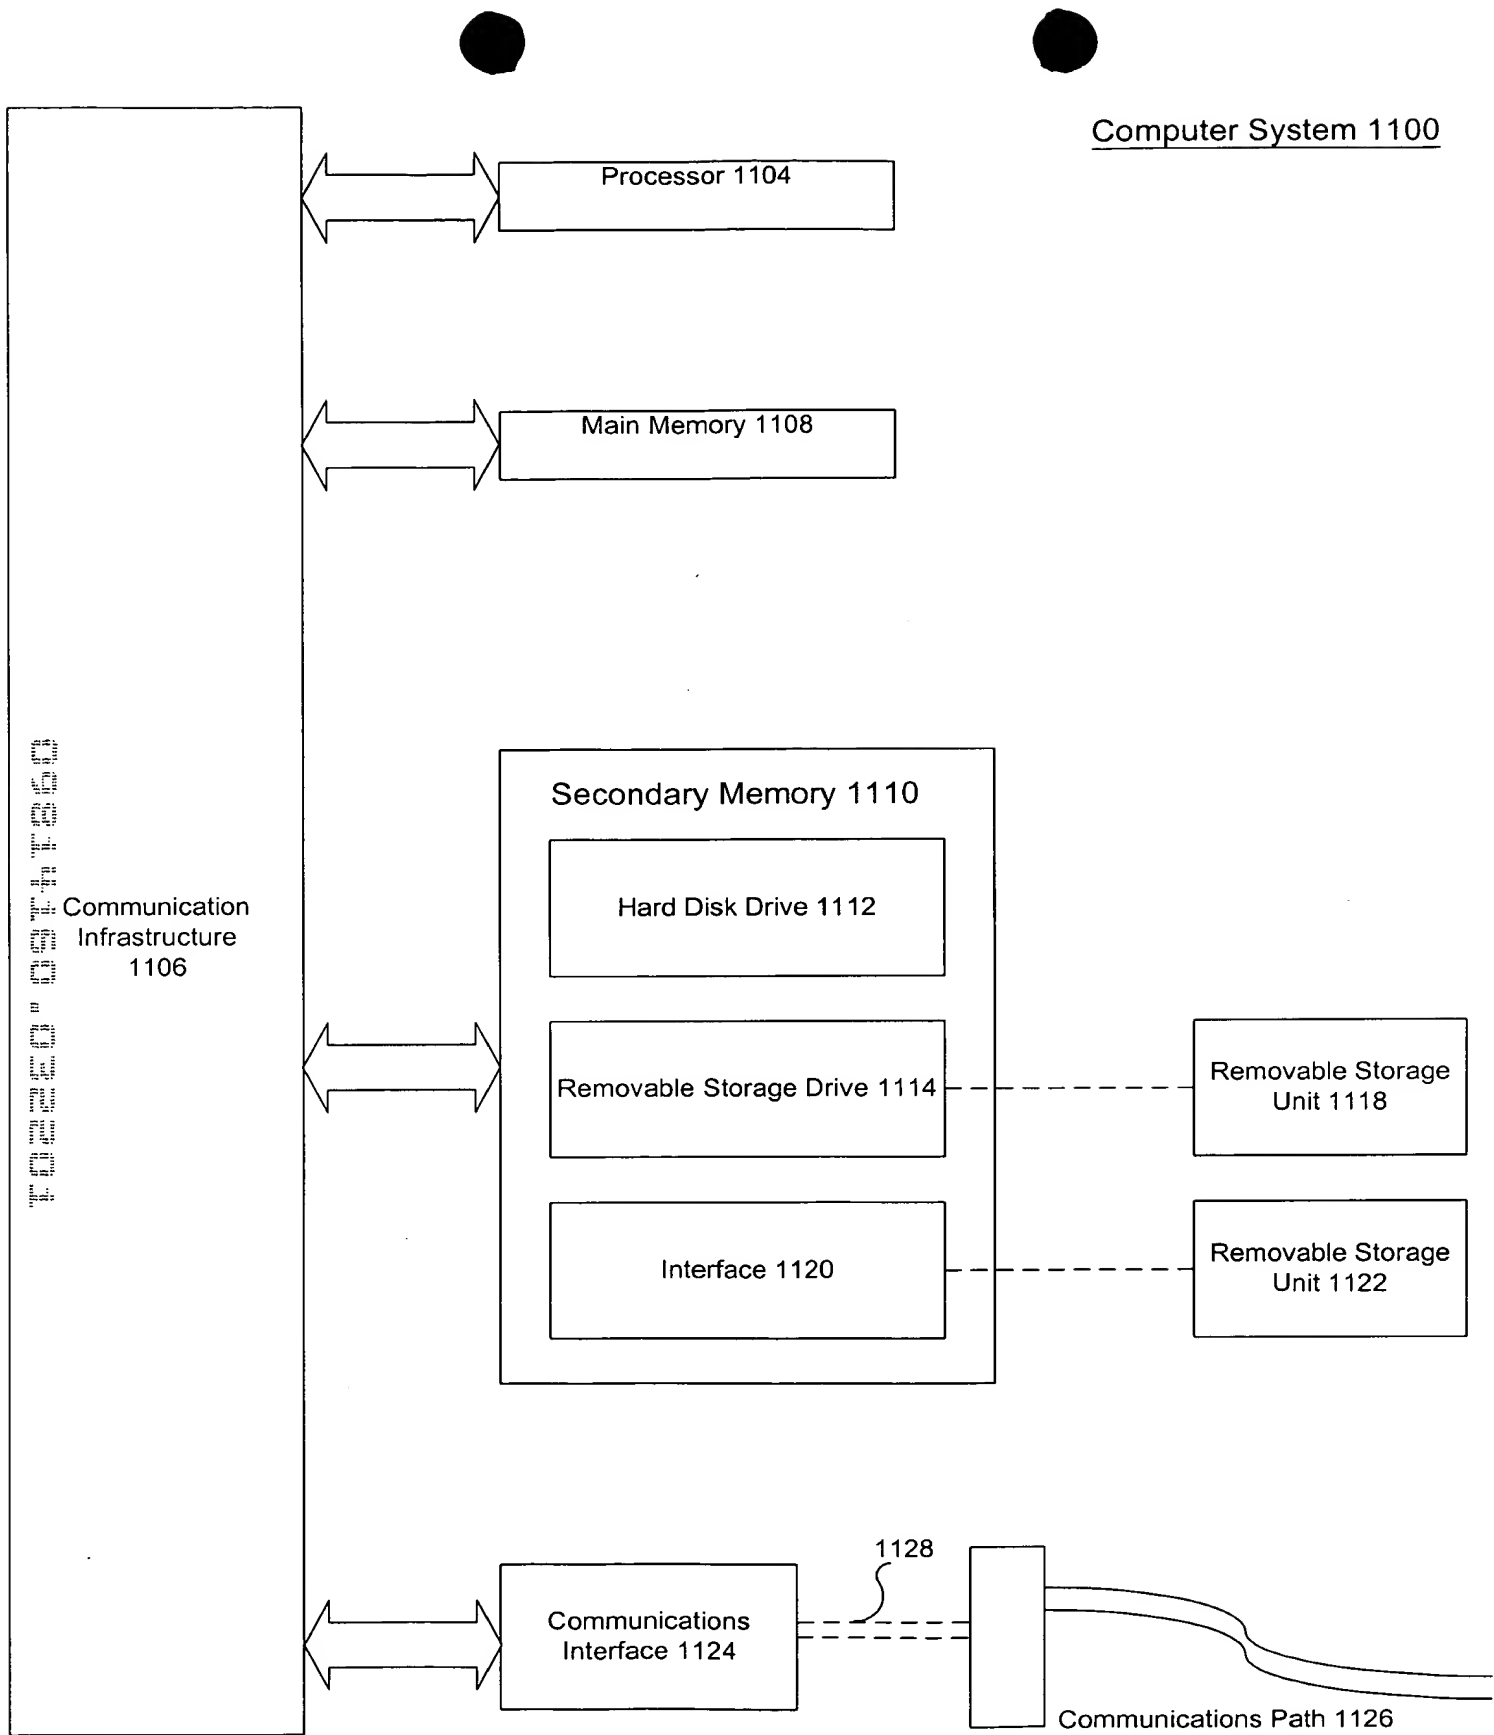 Computer System 1100
Processor 1104
Main Memory 1108
Secondary Memory 1110
Hard Disk Drive 1112
Communication
Infrastructure
1106
Removable Storage Drive 1114
Removable Storage
Unit 1118
Interface 1120
Removable Storage
Unit 1122
1128
Communications
Interface 1124
Communications Path 1126